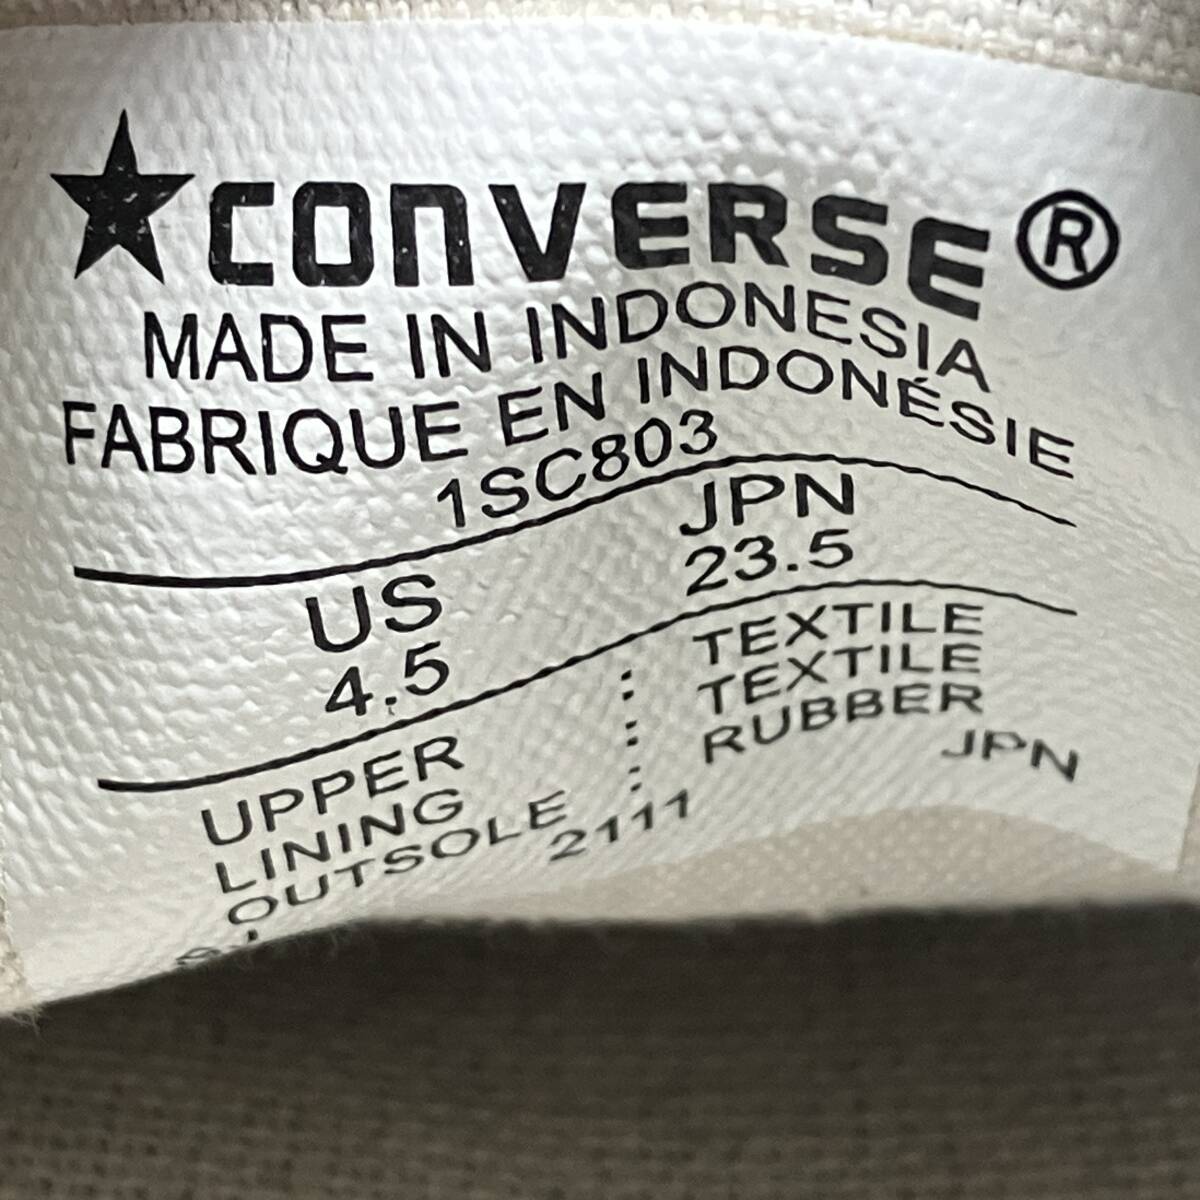 ★CONVERSE®
MADE IN INDONESIA
FABRIQUE EN INDONÉSIE
1SC803
US JPN
4.5 23.5
UPPER : TEXTILE
LINING : TEXTILE
OUTSOLE : RUBBER
2111 JPN